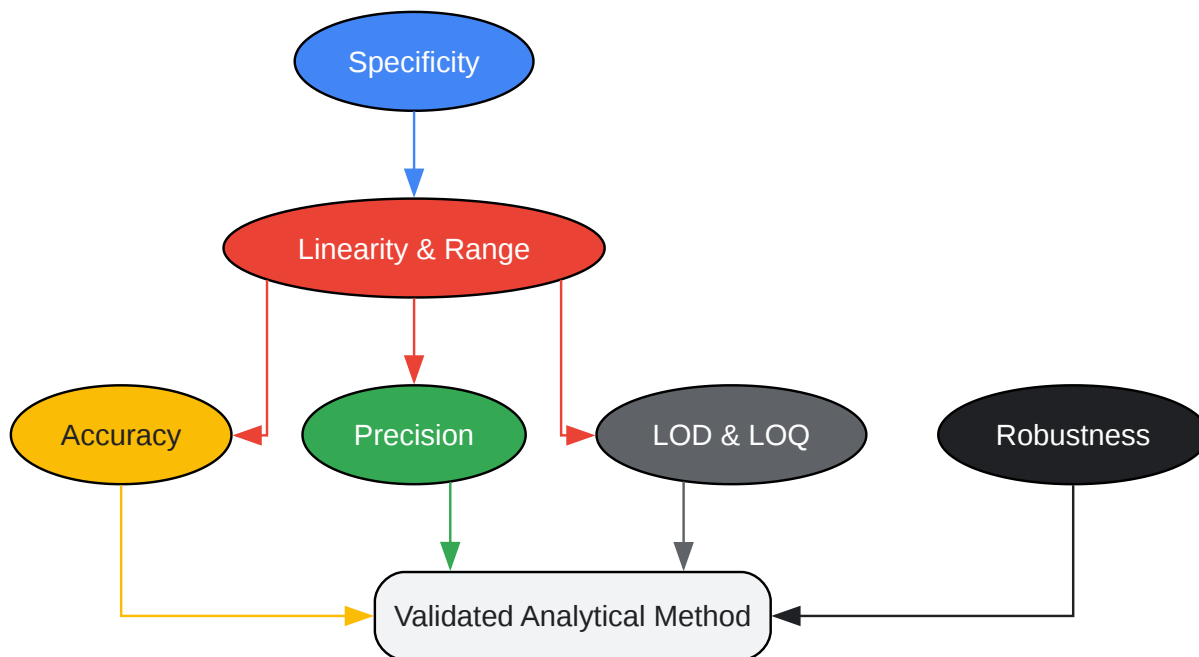 Specificity
Linearity & Range
Accuracy
Precision
LOD & LOQ
Robustness
Validated Analytical Method